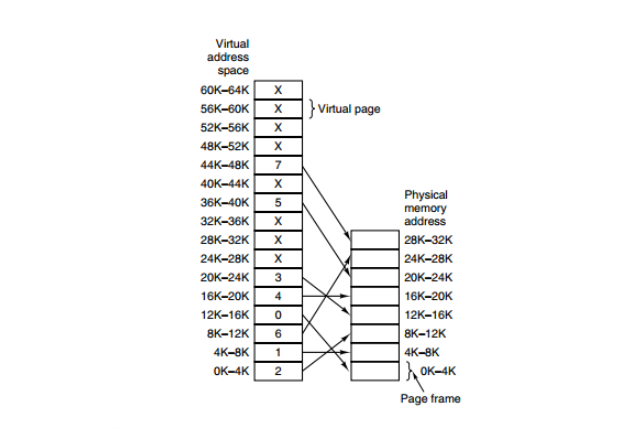 Virtual
address
space
60K–64K X
56K–60K X Virtual page
52K–56K X
48K–52K X
44K–48K 7
40K–44K X
36K–40K 5
32K–36K X
28K–32K X
24K–28K X
20K–24K 3
16K–20K 4
12K–16K 0
8K–12K 6
4K–8K 1
0K–4K 2
Physical
memory
address
28K–32K
24K–28K
20K–24K
16K–20K
12K–16K
8K–12K
4K–8K
0K–4K
Page frame